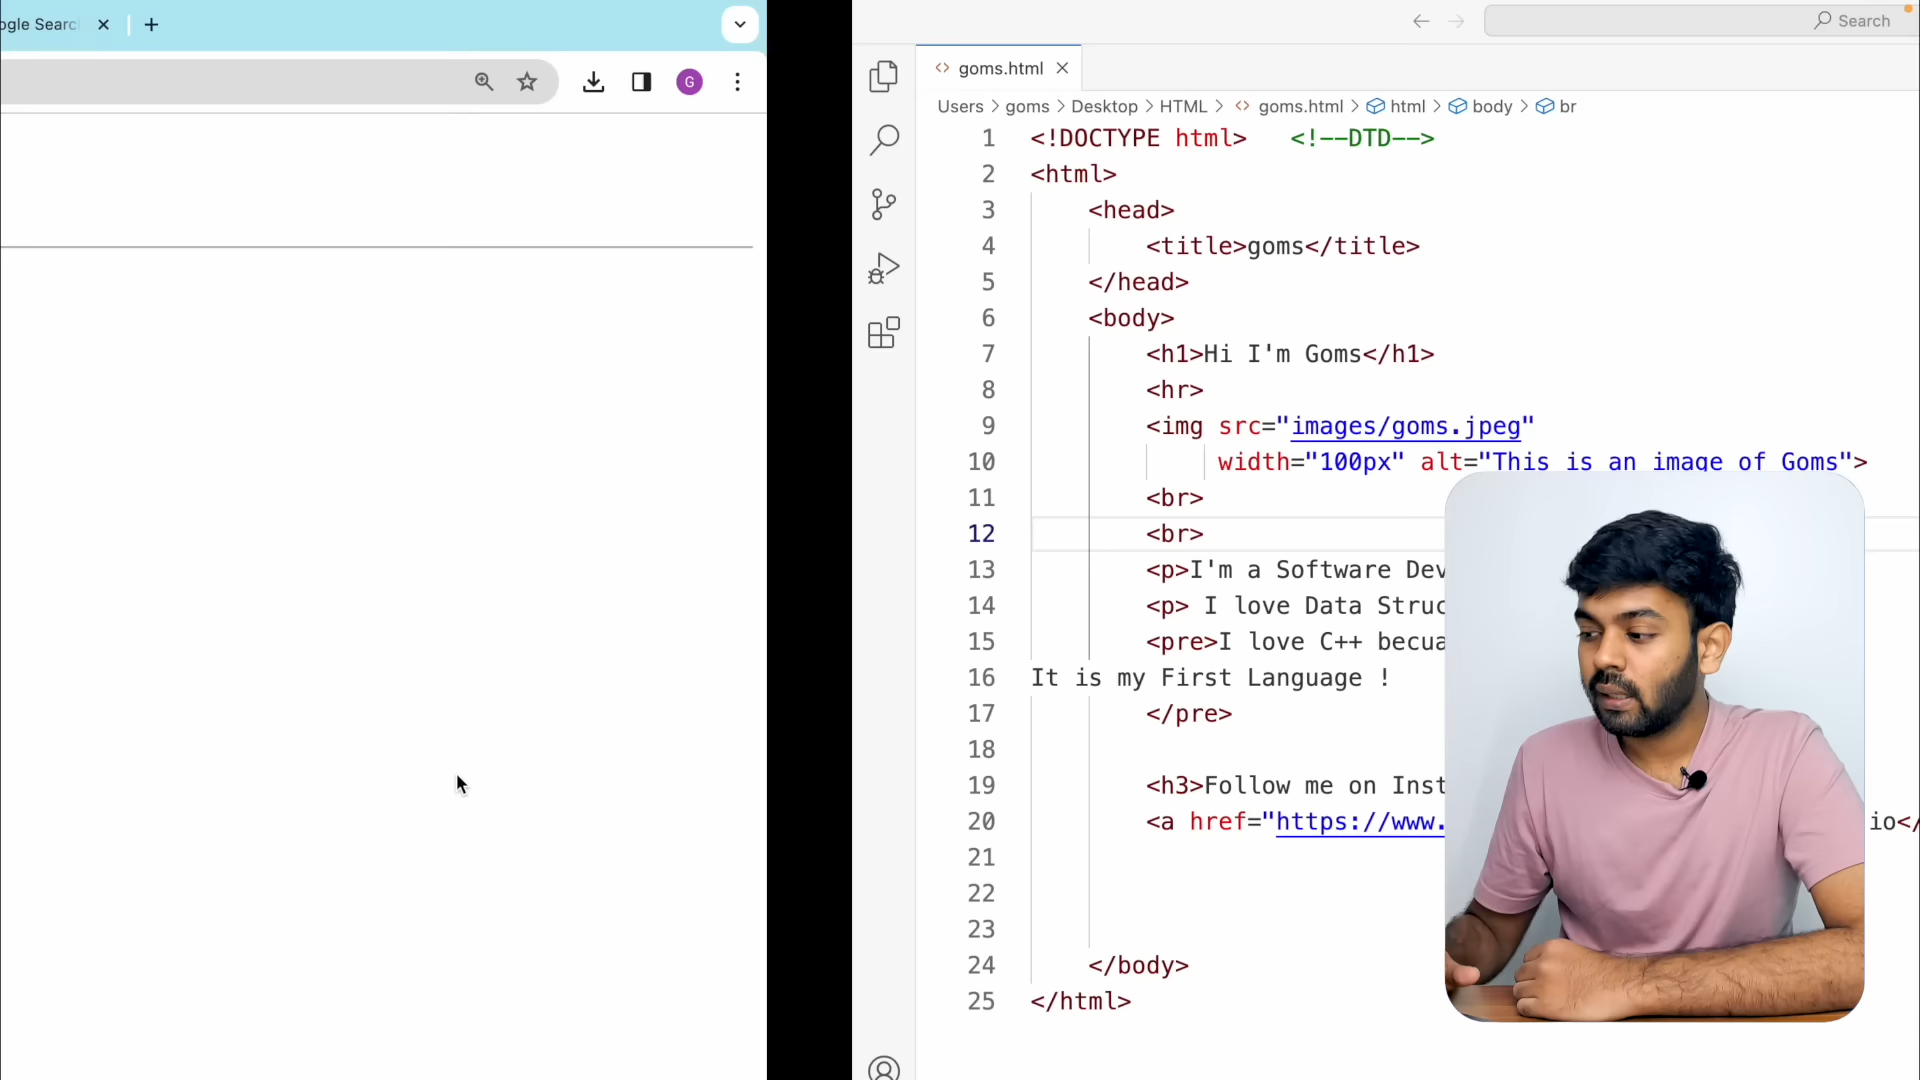 ogle Searc
G
Search
goms.html
Users > goms > Desktop > HTML > goms.html > html > body > br
1 <!DOCTYPE html> <!--DTD-->
2 <html>
3 <head>
4 <title>goms</title>
5 </head>
6 <body>
7 <h1>Hi I'm Goms</h1>
8 <hr>
9 <img src="images/goms.jpeg"
10 width="100px" alt="This is an image of Goms">
11 <br>
12 <br>
13 <p>I'm a Software Dev
14 <p> I love Data Struc
15 <pre>I love C++ becua
16 It is my First Language !
17 </pre>
18
19 <h3>Follow me on Inst
20 <a href="https://www. io</
21
22
23
24 </body>
25 </html>